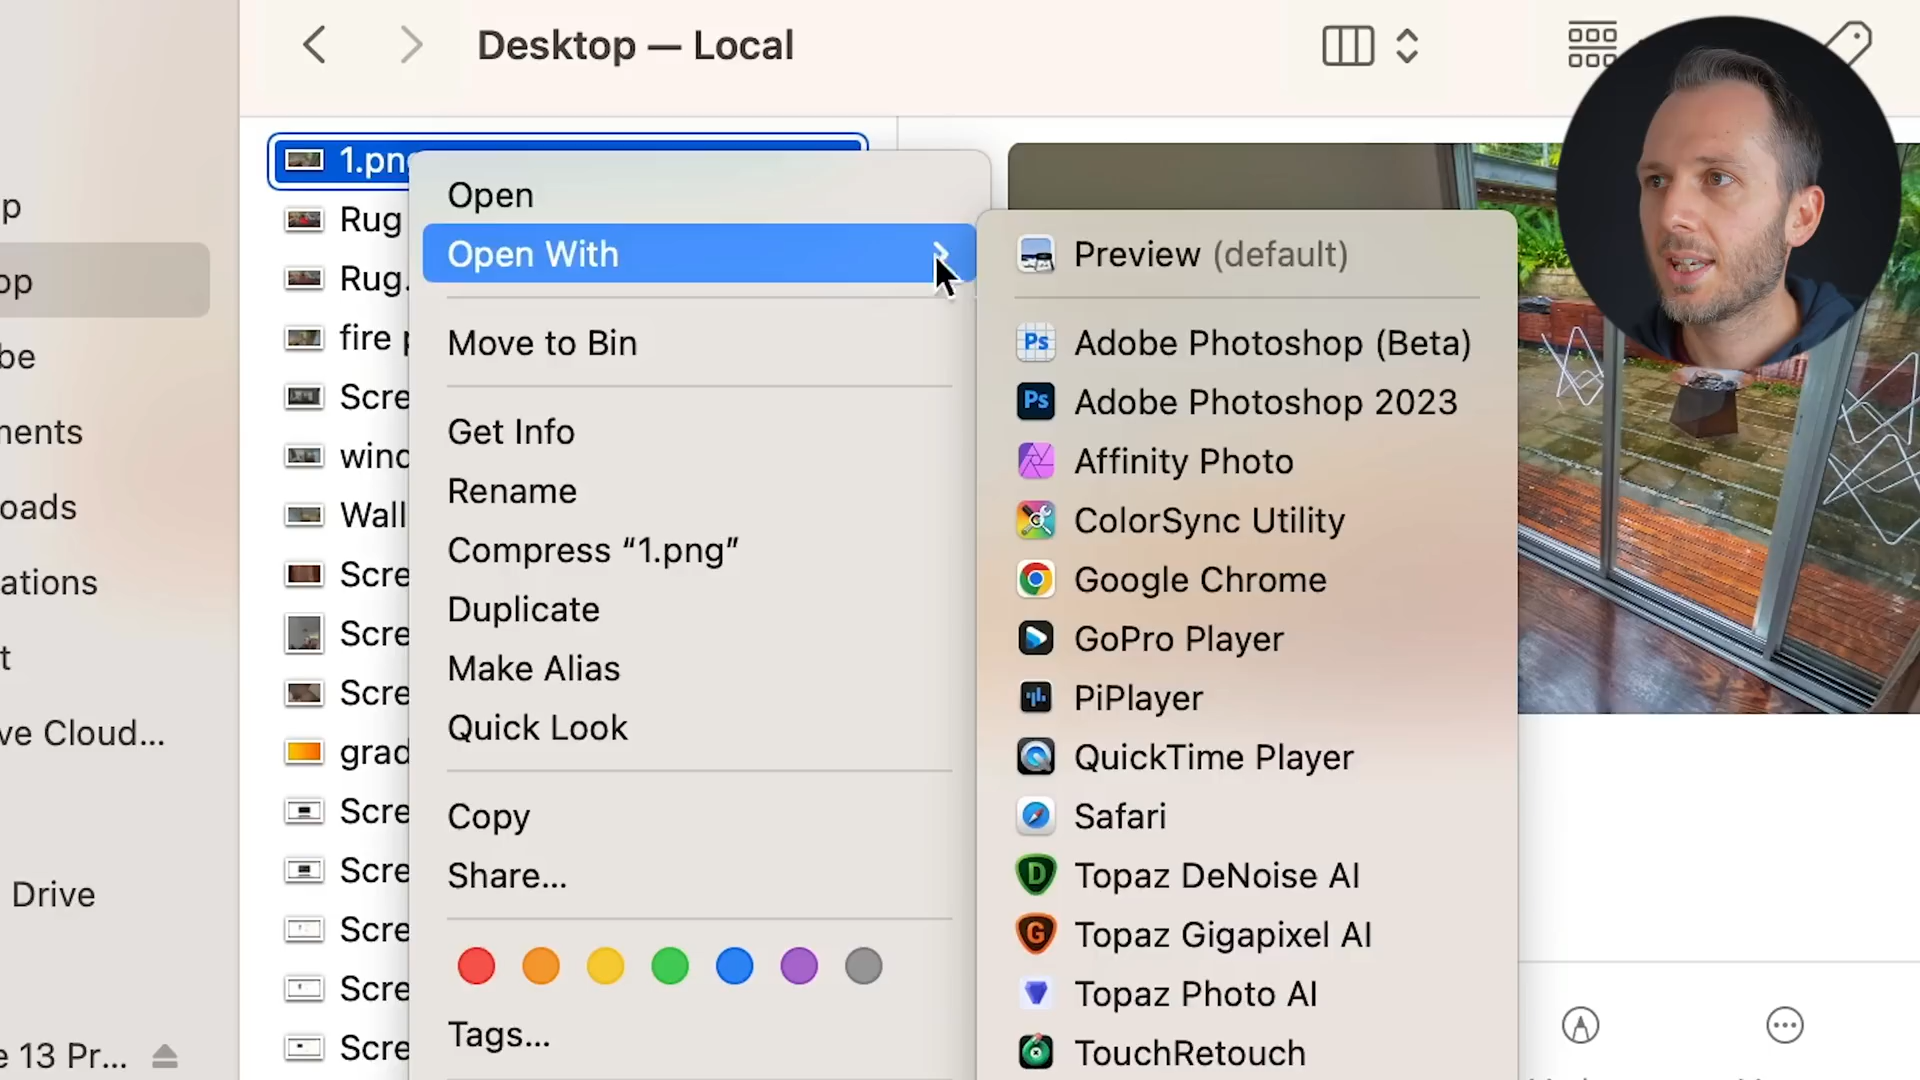 Desktop — Local
p
op
be
ments
oads
ations
t
ve Cloud...
Drive
e 13 Pr...
1.png
Rug
Rug.
fire p
Scre
wind
Wall
Scre
Scre
Scre
grad
Scre
Scre
Scre
Scre
Scre
Open
Open With
Move to Bin
Get Info
Rename
Compress “1.png”
Duplicate
Make Alias
Quick Look
Copy
Share...
Tags...
Preview (default)
Adobe Photoshop (Beta)
Adobe Photoshop 2023
Affinity Photo
ColorSync Utility
Google Chrome
GoPro Player
PiPlayer
QuickTime Player
Safari
Topaz DeNoise AI
Topaz Gigapixel AI
Topaz Photo AI
TouchRetouch